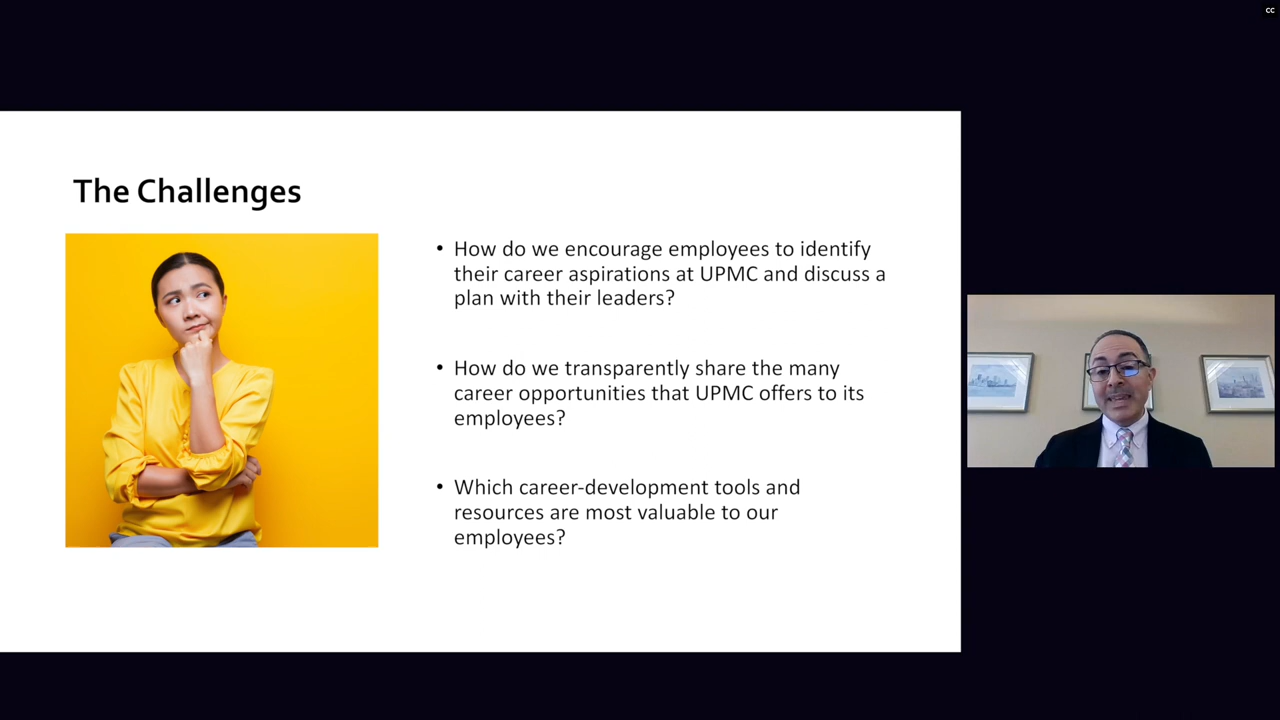 CC
The Challenges
• How do we encourage employees to identify
their career aspirations at UPMC and discuss a
plan with their leaders?
• How do we transparently share the many
career opportunities that UPMC offers to its
employees?
• Which career-development tools and
resources are most valuable to our
employees?